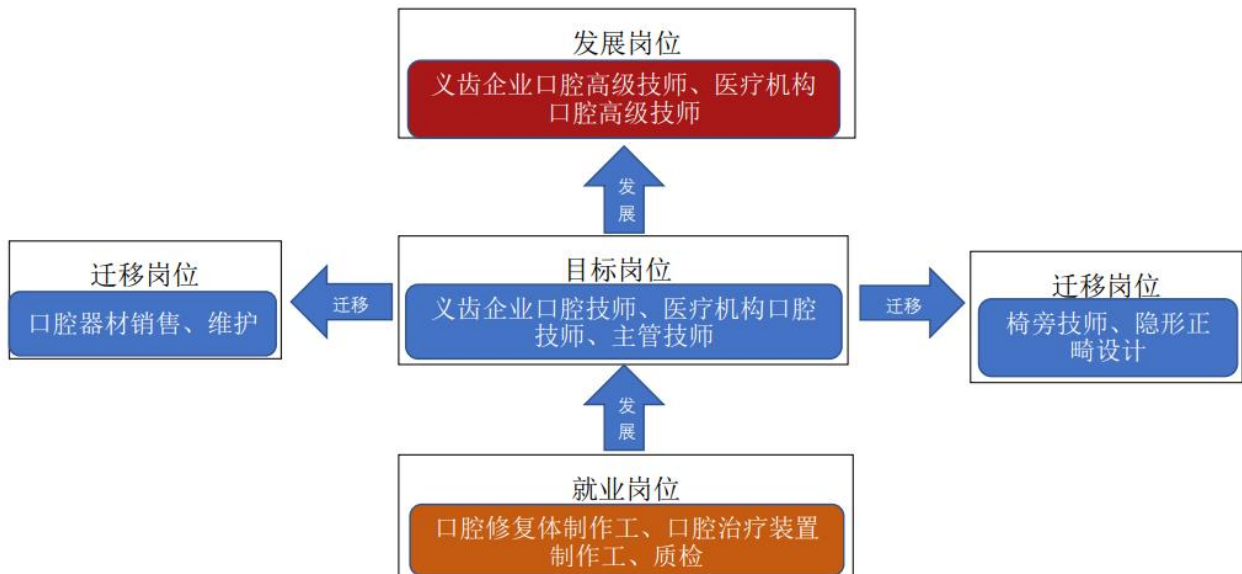 发展岗位
义齿企业口腔高级技师、医疗机构
口腔高级技师
发
展
迁移岗位
口腔器材销售、维护
迁移
目标岗位
义齿企业口腔技师、医疗机构口腔
技师、主管技师
迁移
迁移岗位
椅旁技师、隐形正
畸设计
发
展
就业岗位
口腔修复体制作工、口腔治疗装置
制作工、质检